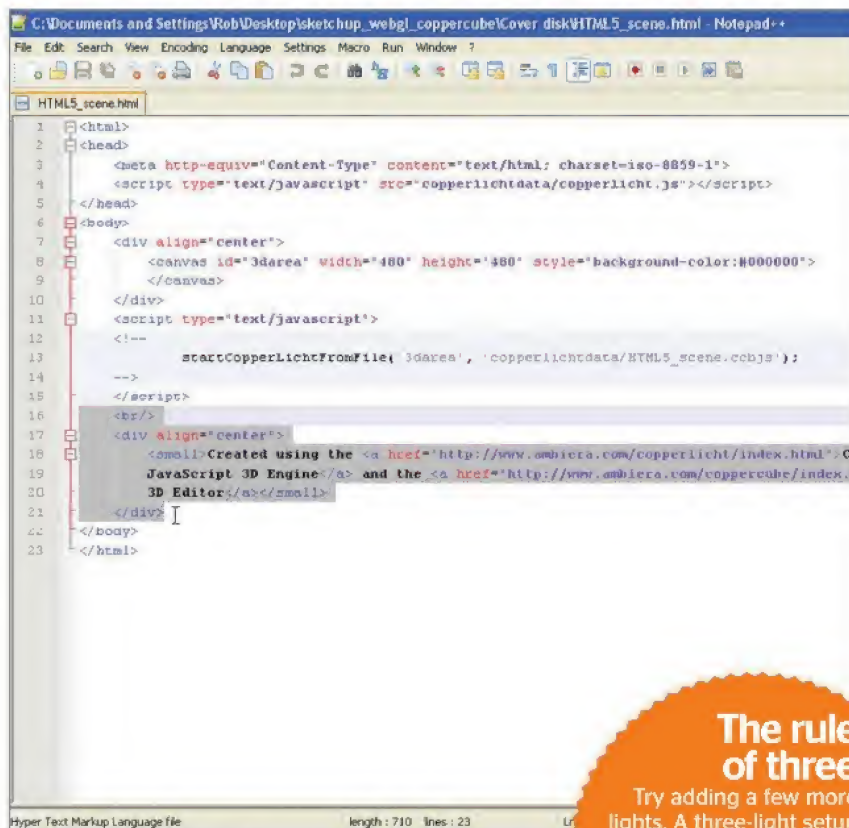 C:\Documents and Settings\Rob\Desktop\sketchup_webgl_coppercube\Cover disk\HTML5_scene.html - Notepad++
File Edit Search View Encoding Language Settings Macro Run Window ?
HTML5_scene.html
1 <html>
2 <head>
3 <meta http-equiv="Content-Type" content="text/html; charset=iso-8859-1">
4 <script type="text/javascript" src="copperlichtdata/copperlicht.js"></script>
5 </head>
6 <body>
7 <div align="center">
8 <canvas id="3darea" width="480" height="480" style="background-color:#000000">
9 </canvas>
10 </div>
11 <script type="text/javascript">
12 <!--
13 startCopperLichtFromFile('3darea', 'copperlichtdata/HTML5_scene.ccbjs');
14 -->
15 </script>
16 <br/>
17 <div align="center">
18 <small>Created using the <a href="http://www.ambiera.com/copperlicht/index.html">C
19 JavaScript 3D Engine</a> and the <a href="http://www.ambiera.com/coppercube/index.
20 3D Editor</a></small>
21 </div>
22 </body>
23 </html>
The rule
of three
Try adding a few more
lights. A three-light setup
Hyper Text Markup Language file length : 710 lines : 23